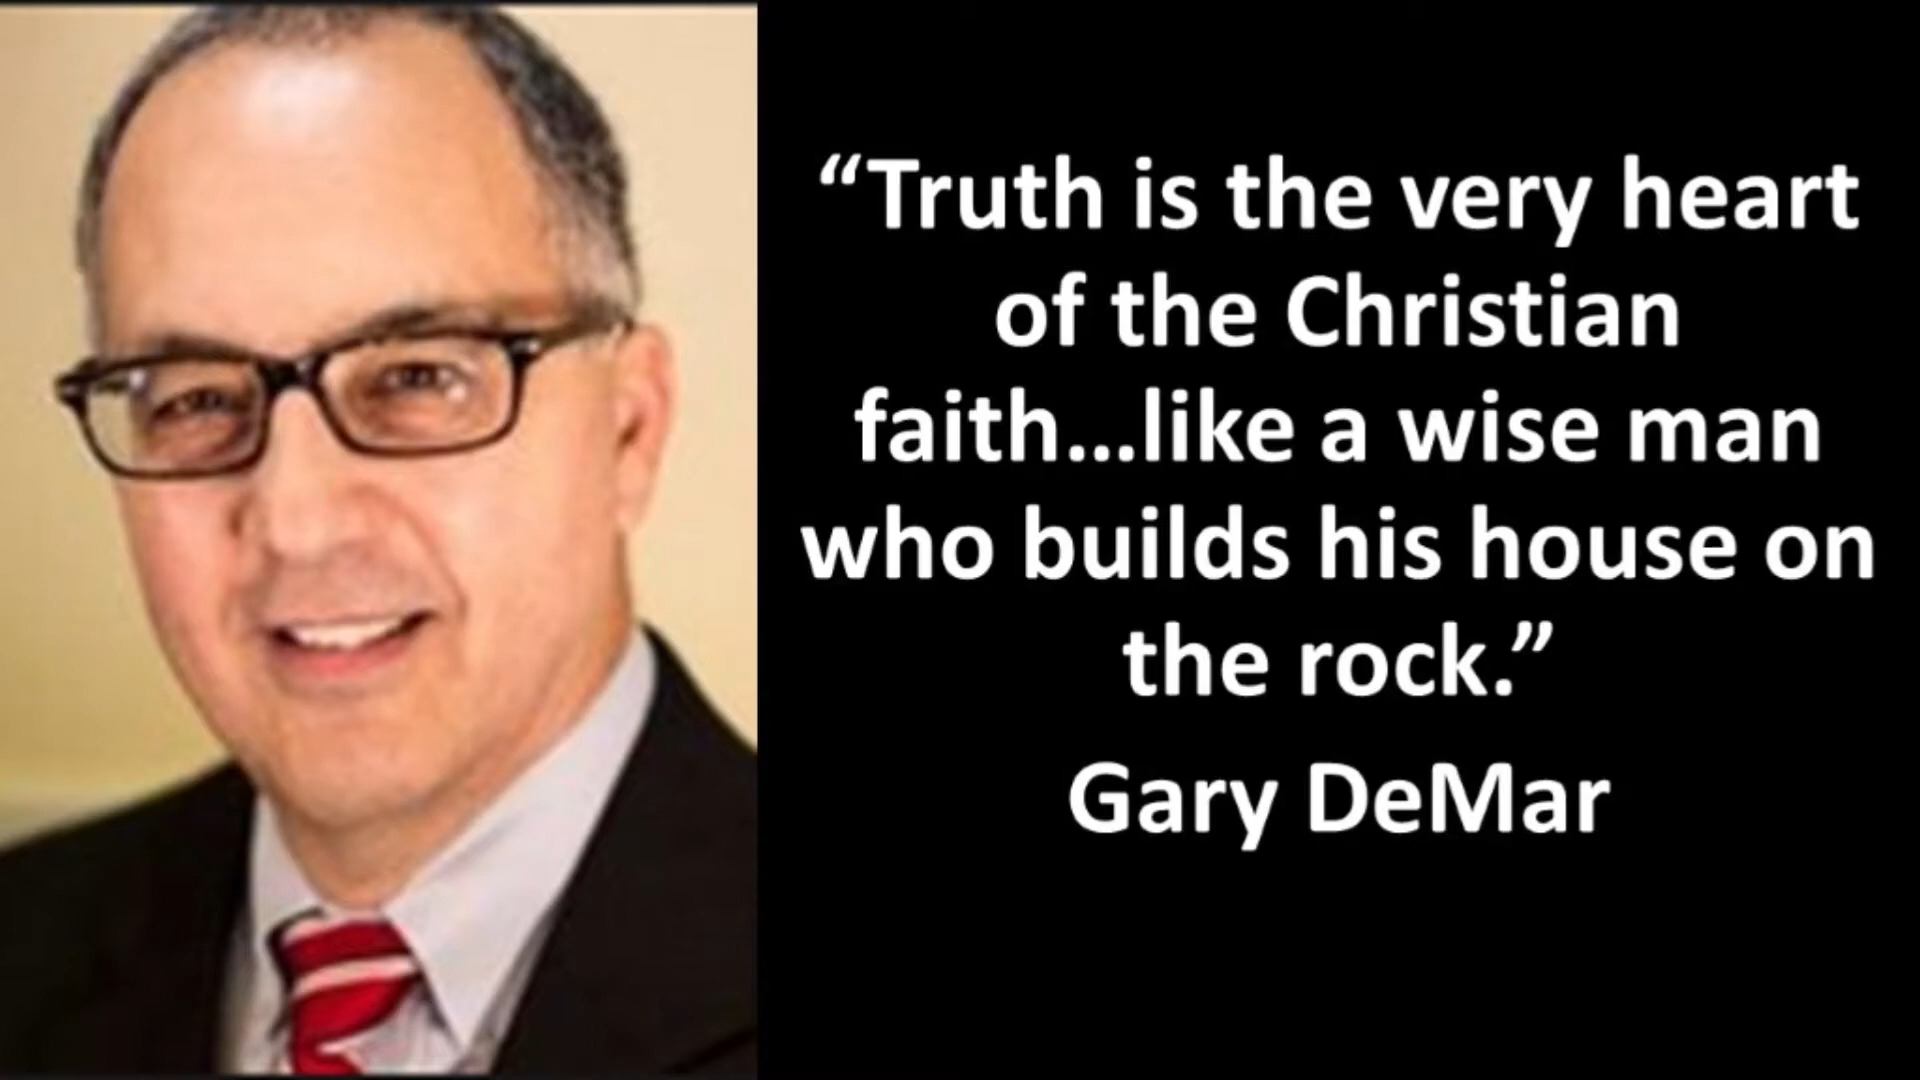 “Truth is the very heart
of the Christian
faith...like a wise man
who builds his house on
the rock.”
Gary DeMar